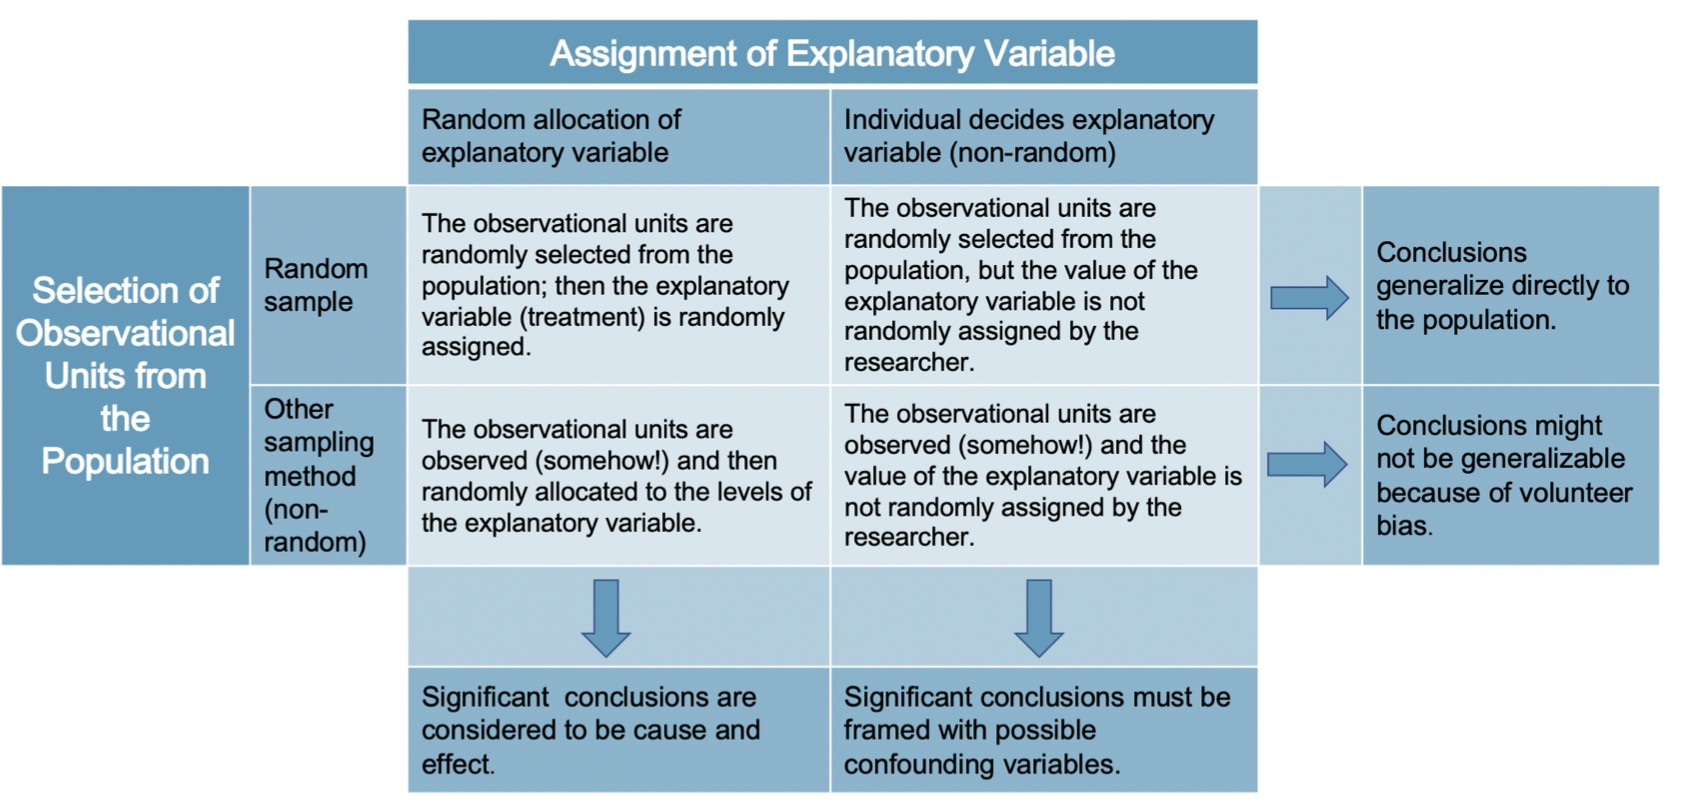 Assignment of Explanatory Variable
Random allocation of
explanatory variable
Individual decides explanatory
variable (non-random)
Selection of
Observational
Units from
the
Population
Random
sample
The observational units are
randomly selected from the
population; then the explanatory
variable (treatment) is randomly
assigned.
The observational units are
randomly selected from the
population, but the value of the
explanatory variable is not
randomly assigned by the
researcher.
Conclusions
generalize directly to
the population.
Other
sampling
method
(non-
random)
The observational units are
observed (somehow!) and then
randomly allocated to the levels of
the explanatory variable.
The observational units are
observed (somehow!) and the
value of the explanatory variable is
not randomly assigned by the
researcher.
Conclusions might
not be generalizable
because of volunteer
bias.
Significant  conclusions are
considered to be cause and
effect.
Significant conclusions must be
framed with possible
confounding variables.